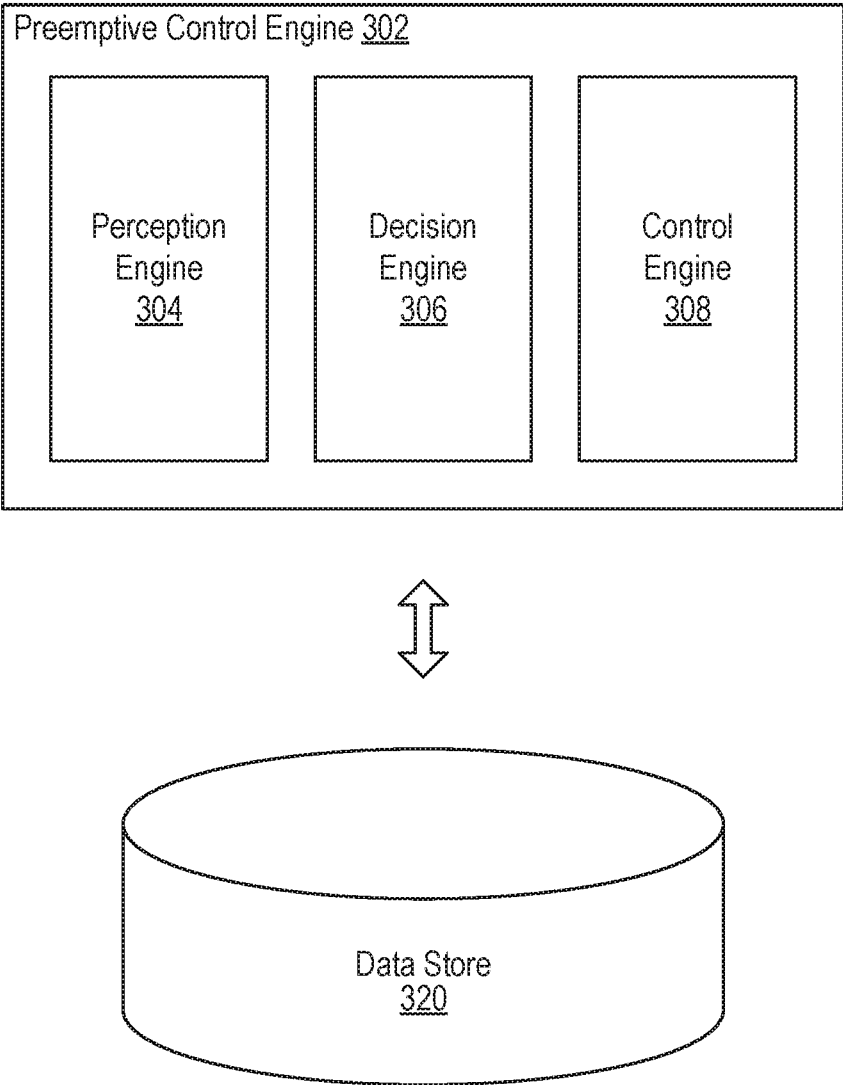 Preemptive Control Engine 302
Perception
Engine
304
Decision
Engine
306
Control
Engine
308
Data Store
320